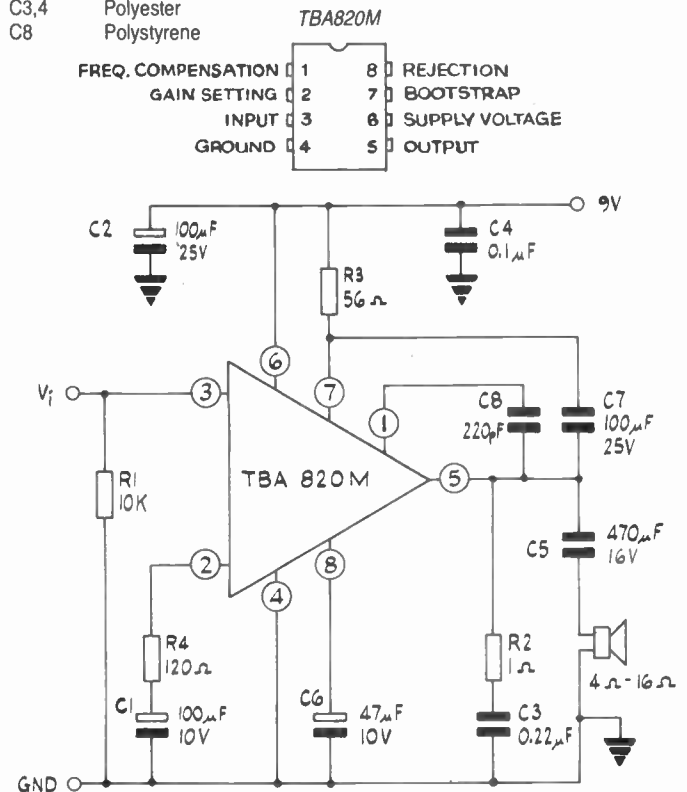 C3,4 Polyester
C8 Polystyrene
TBA820M
FREQ. COMPENSATION 1 8 REJECTION
GAIN SETTING 2 7 BOOTSTRAP
INPUT 3 6 SUPPLY VOLTAGE
GROUND 4 5 OUTPUT
9V
C2 100µF 25V
C4 0.1µF
R3 56Ω
6
7
Vi
3
1
C8 220pF
C7 100µF 25V
R1 10K
TBA 820M
5
C5 470µF 16V
2
8
4
R4 120Ω
R2 1Ω
4Ω-16Ω
C1 100µF 10V
C6 47µF 10V
C3 0.22µF
GND